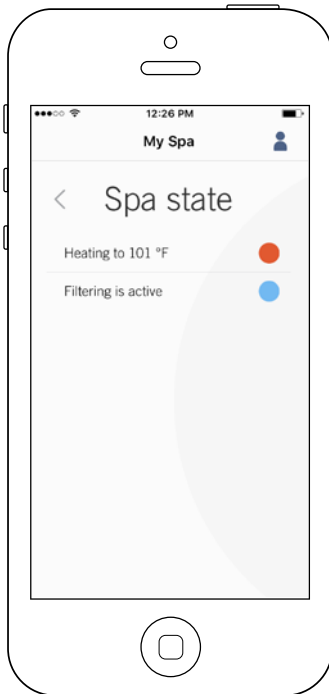 12:26 PM
My Spa
Spa state
Heating to 101 °F
Filtering is active